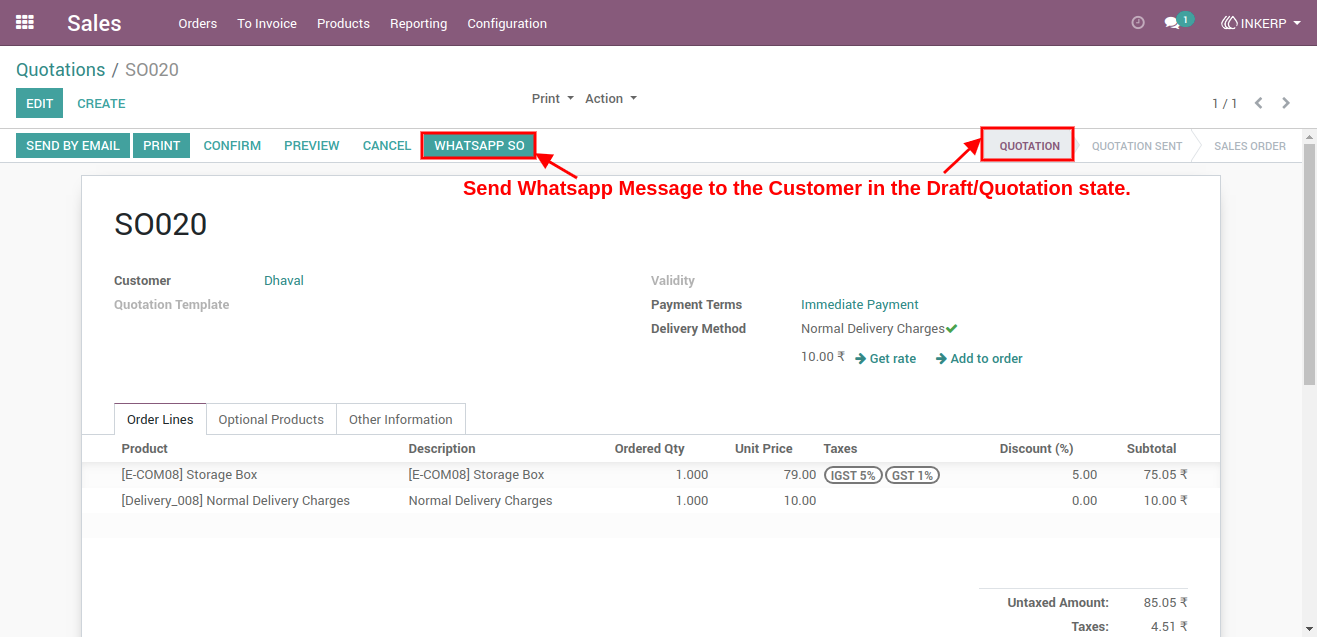 Sales Orders To Invoice Products Reporting Configuration 1 INKERP
Quotations / SO020
EDIT CREATE Print Action 1 / 1
SEND BY EMAIL PRINT CONFIRM PREVIEW CANCEL WHATSAPP SO QUOTATION QUOTATION SENT SALES ORDER
Send Whatsapp Message to the Customer in the Draft/Quotation state.
SO020
Customer Dhaval Validity
Quotation Template Payment Terms Immediate Payment
Delivery Method Normal Delivery Charges
10.00 ₹ Get rate Add to order
Order Lines Optional Products Other Information
Product Description Ordered Qty Unit Price Taxes Discount (%) Subtotal
[E-COM08] Storage Box [E-COM08] Storage Box 1.000 79.00 IGST 5% GST 1% 5.00 75.05 ₹
[Delivery_008] Normal Delivery Charges Normal Delivery Charges 1.000 10.00 0.00 10.00 ₹
Untaxed Amount: 85.05 ₹
Taxes: 4.51 ₹